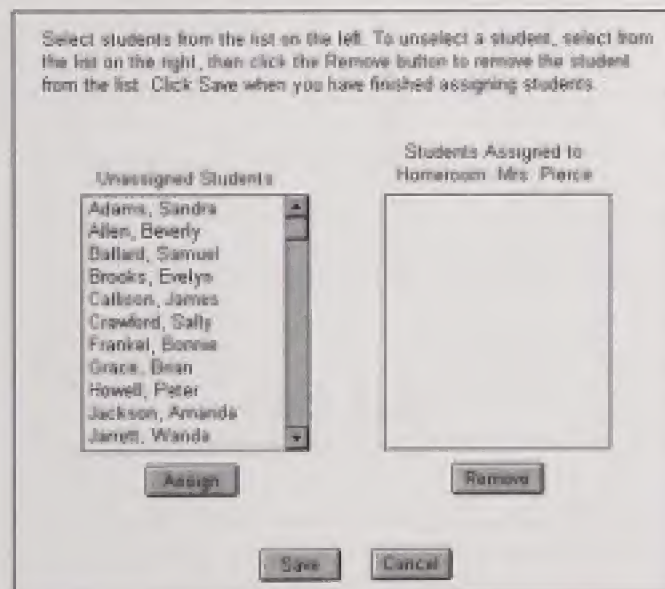 Select students from the list on the left. To unselect a student, select from
the list on the right, then click the Remove button to remove the student
from the list. Click Save when you have finished assigning students.
Unassigned Students
Adams, Sandra
Allen, Beverly
Ballard, Samuel
Brooks, Evelyn
Callison, James
Crawford, Sally
Frankel, Bonnie
Grace, Brian
Howell, Peter
Jackson, Amanda
Jarrett, Wanda
Assign
Students Assigned to
Homeroom Mrs. Pierce
Remove
Save
Cancel